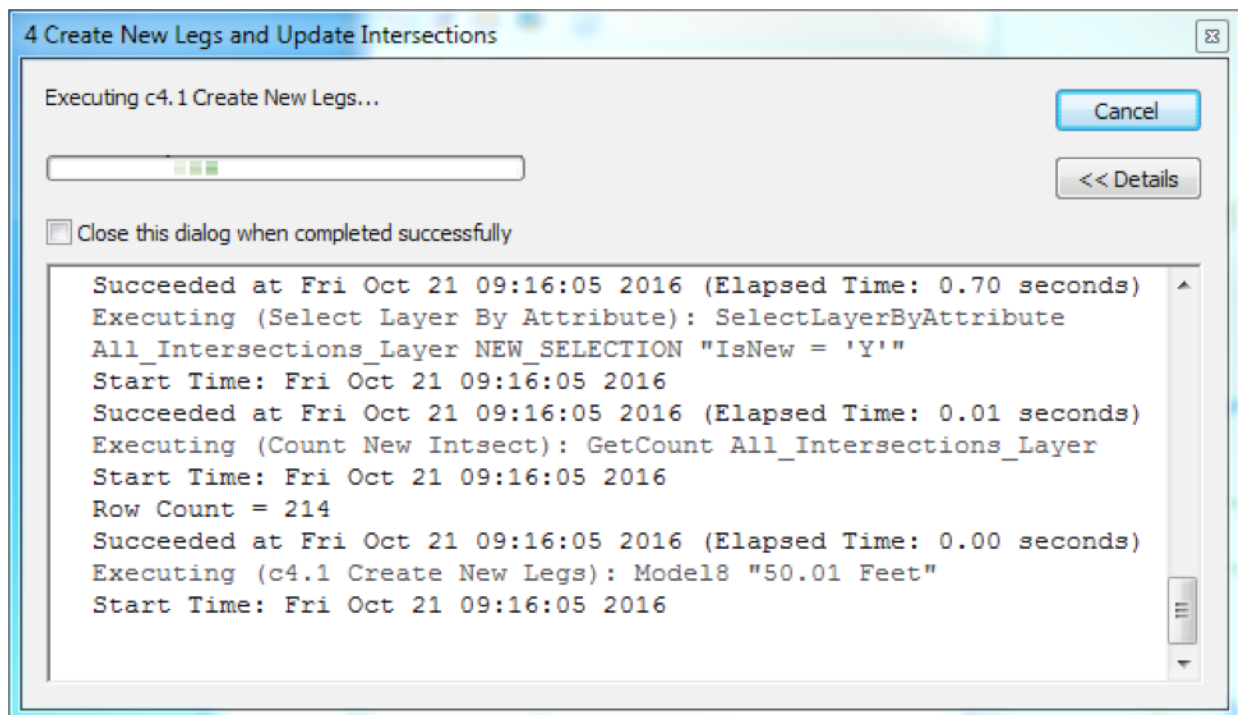 4 Create New Legs and Update Intersections
Executing c4.1 Create New Legs...
Cancel
<< Details
Close this dialog when completed successfully
Succeeded at Fri Oct 21 09:16:05 2016 (Elapsed Time: 0.70 seconds)
Executing (Select Layer By Attribute): SelectLayerByAttribute
All_Intersections_Layer NEW_SELECTION "IsNew = 'Y'"
Start Time: Fri Oct 21 09:16:05 2016
Succeeded at Fri Oct 21 09:16:05 2016 (Elapsed Time: 0.01 seconds)
Executing (Count New Intsect): GetCount All_Intersections_Layer
Start Time: Fri Oct 21 09:16:05 2016
Row Count = 214
Succeeded at Fri Oct 21 09:16:05 2016 (Elapsed Time: 0.00 seconds)
Executing (c4.1 Create New Legs): Model8 "50.01 Feet"
Start Time: Fri Oct 21 09:16:05 2016